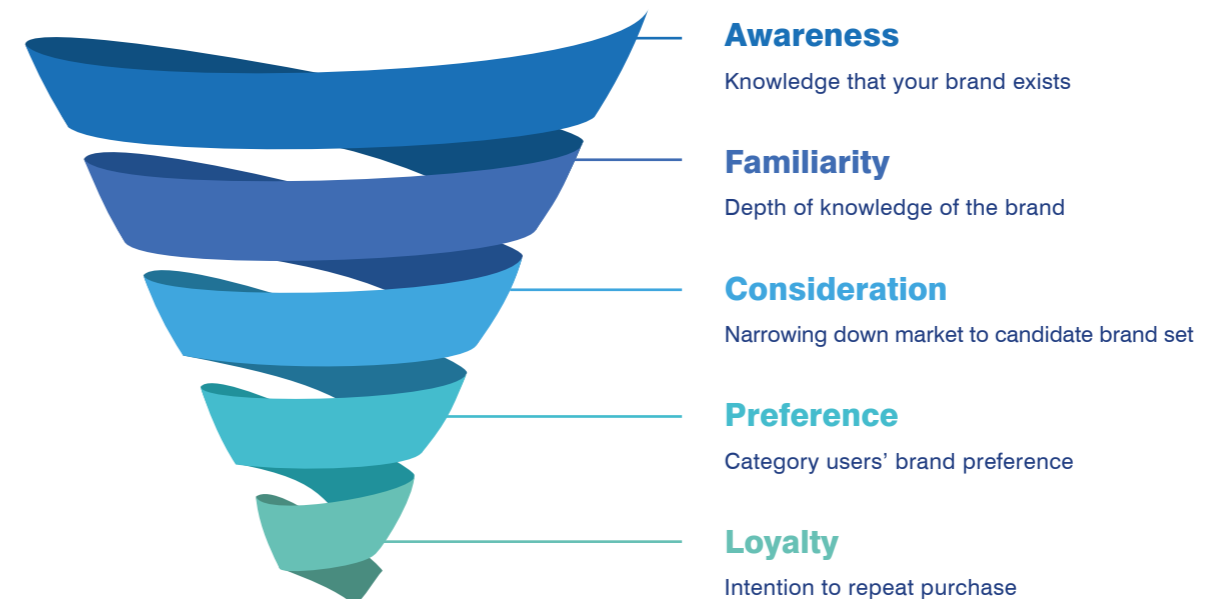 Awareness
Knowledge that your brand exists
Familiarity
Depth of knowledge of the brand
Consideration
Narrowing down market to candidate brand set
Preference
Category users’ brand preference
Loyalty
Intention to repeat purchase